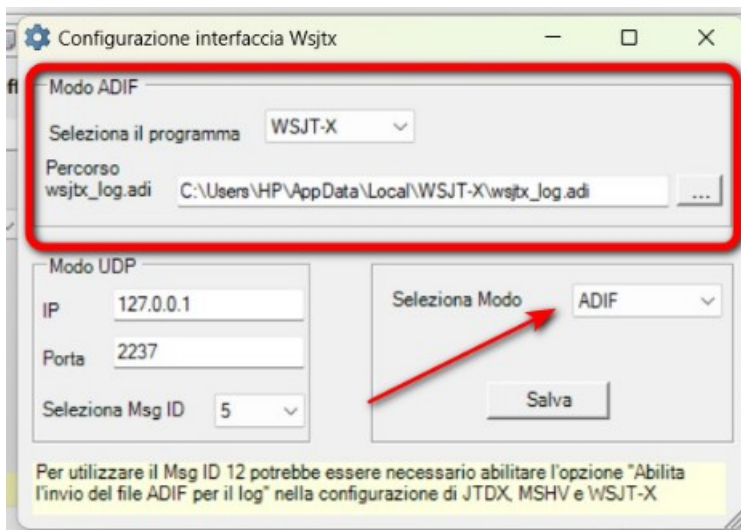 Configurazione interfaccia Wsjtx
Modo ADIF
Seleziona il programma WSJT-X
Percorso
wsjtx_log.adi C:\Users\HP\AppData\Local\WSJT-X\wsjtx_log.adi ...
Modo UDP
IP 127.0.0.1
Porta 2237
Seleziona Msg ID 5
Seleziona Modo ADIF
Salva
Per utilizzare il Msg ID 12 potrebbe essere necessario abilitare l'opzione "Abilita
l'invio del file ADIF per il log" nella configurazione di JTDX, MSHV e WSJT-X